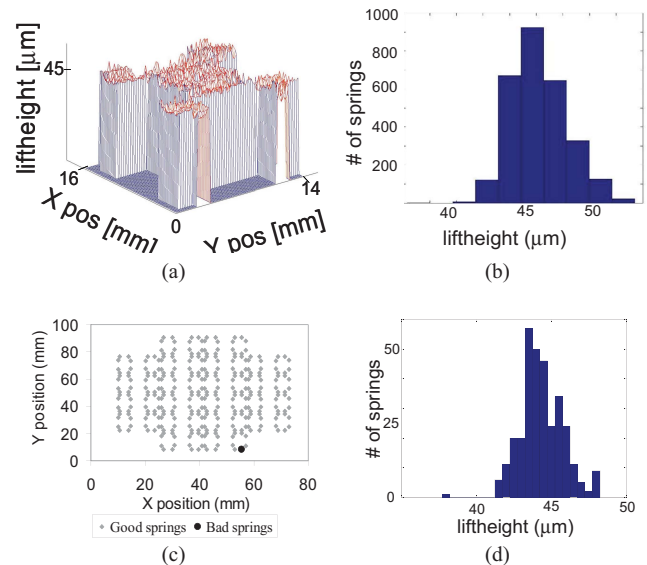 liftheight [μm]
45
16
X pos [mm]
0
Y pos [mm]
14
(a)
# of springs
1000
800
600
400
200
40
45
50
liftheight (μm)
(b)
Y position (mm)
100
80
60
40
20
0
0
20
40
60
80
X position (mm)
Good springs
Bad springs
(c)
# of springs
50
25
0
40
45
50
liftheight (μm)
(d)